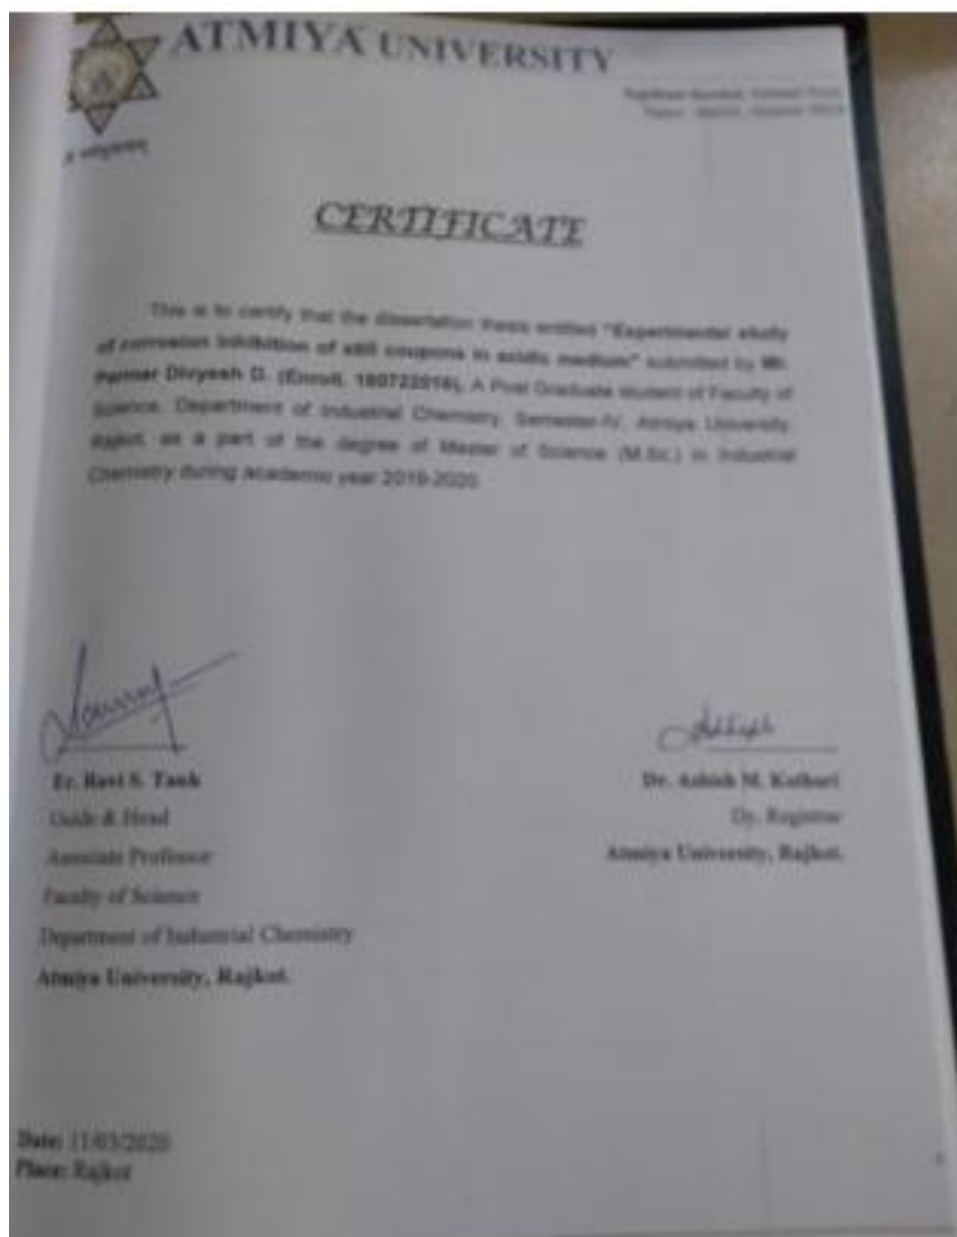 ATMIYA UNIVERSITY
CERTIFICATE
This is to certify that the dissertation thesis entitled "Experimental study
of corrosion inhibition of still coupons in acidic medium" submitted by Mr.
Parmar Divyesh D. (Enroll. 180722016), A Post Graduate student of Faculty of
Science, Department of Industrial Chemistry, Semester-IV, Atmiya University,
Rajkot, as a part of the degree of Master of Science (M.Sc.) in Industrial
Chemistry during academic year 2019-2020.
Er. Ravi S. Tank
Guide & Head
Associate Professor
Faculty of Science
Department of Industrial Chemistry
Atmiya University, Rajkot.
Dr. Ashish M. Kothari
Dy. Registrar
Atmiya University, Rajkot.
Date: 11/03/2020
Place: Rajkot